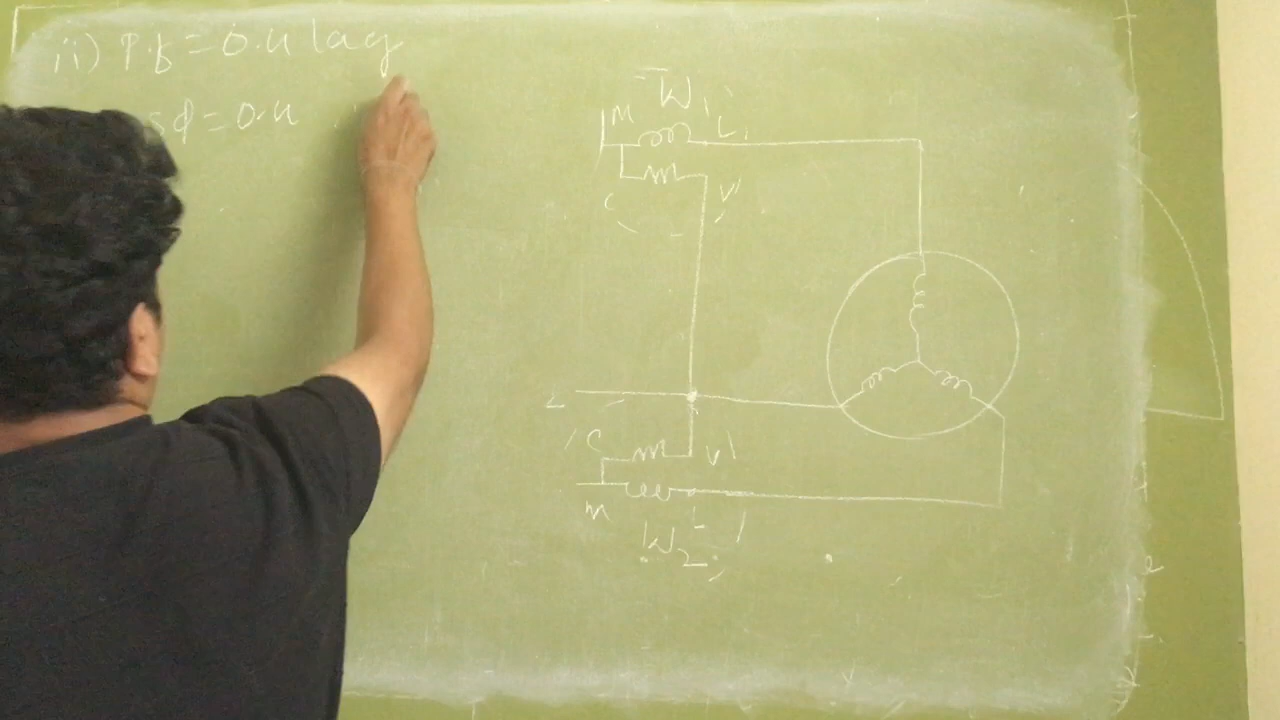 ii) P.f = 0.4 lag
sϕ = 0.4
W₁
M
L
C
V
C
V
M
L
W₂